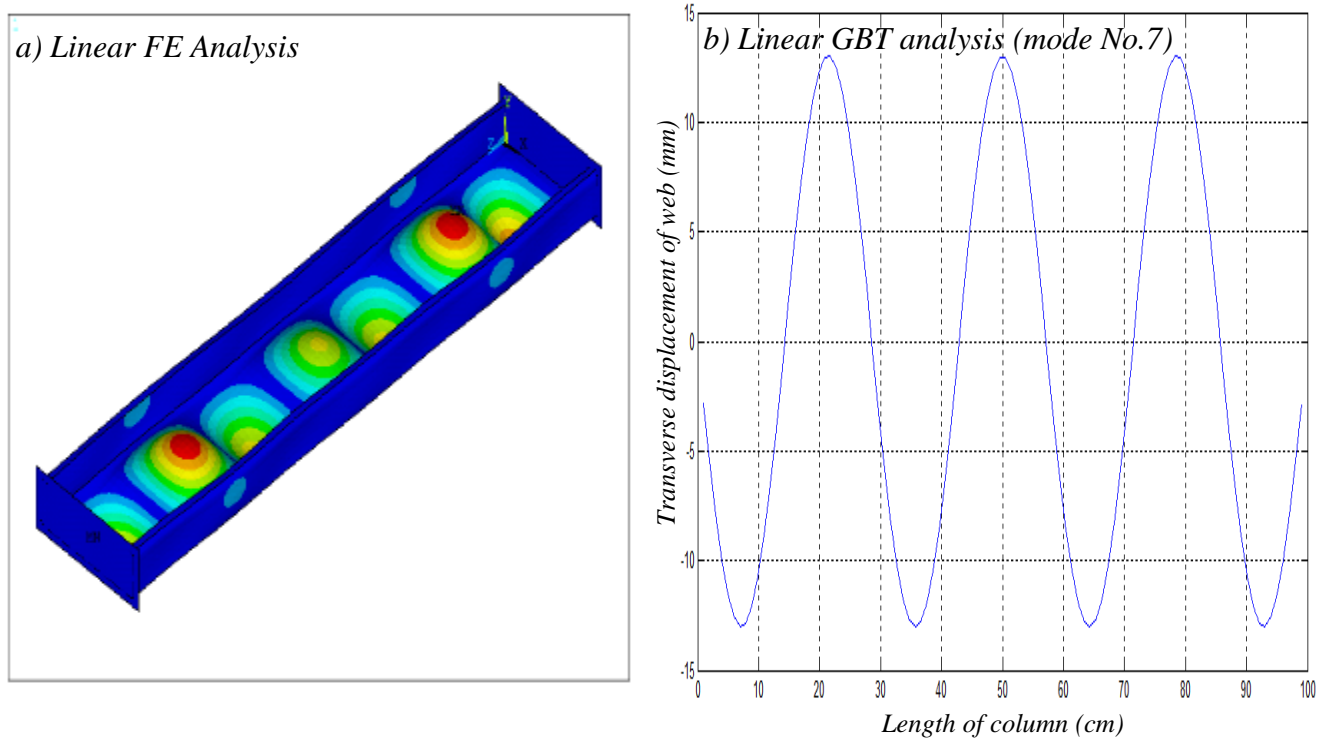 a) Linear FE Analysis
Y
Z
X
MN
b) Linear GBT analysis (mode No.7)
Transverse displacement of web (mm)
15
10
5
0
-5
-10
-15
0 10 20 30 40 50 60 70 80 90 100
Length of column (cm)